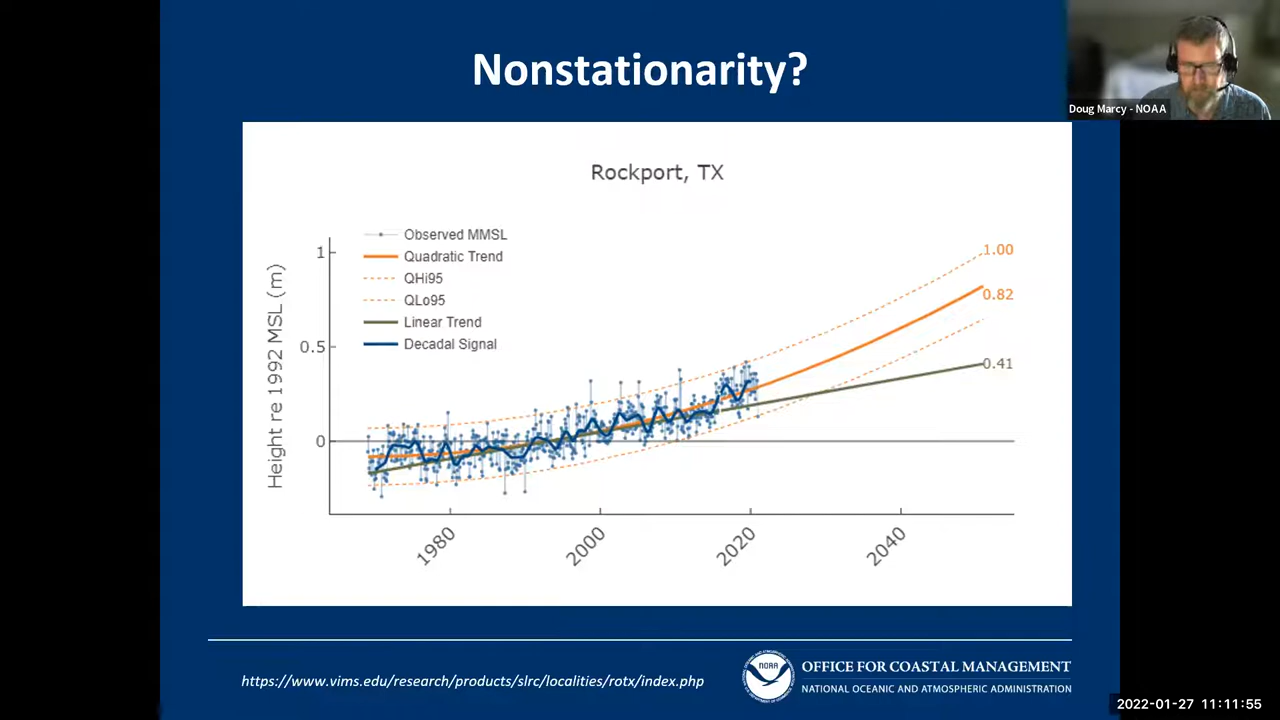 Nonstationarity?
Doug Marcy - NOAA
Rockport, TX
Observed MMSL
Quadratic Trend
QHi95
QLo95
Linear Trend
Decadal Signal
Height re 1992 MSL (m)
1
0.5
0
1.00
0.82
0.41
1980
2000
2020
2040
https://www.vims.edu/research/products/slrc/localities/rotx/index.php
NOAA
OFFICE FOR COASTAL MANAGEMENT
NATIONAL OCEANIC AND ATMOSPHERIC ADMINISTRATION
2022-01-27 11:11:55